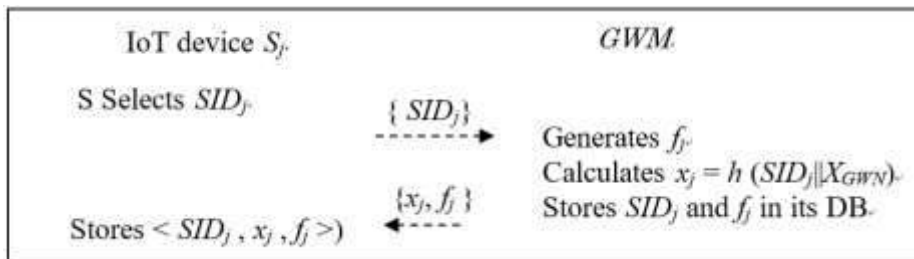 IoT device Sj
GWM
S Selects SIDj
{ SIDj}
Generates fj
Calculates xj = h (SIDj||XGWN)
{xj, fj }
Stores SIDj and fj in its DB
Stores < SIDj , xj , fj >)